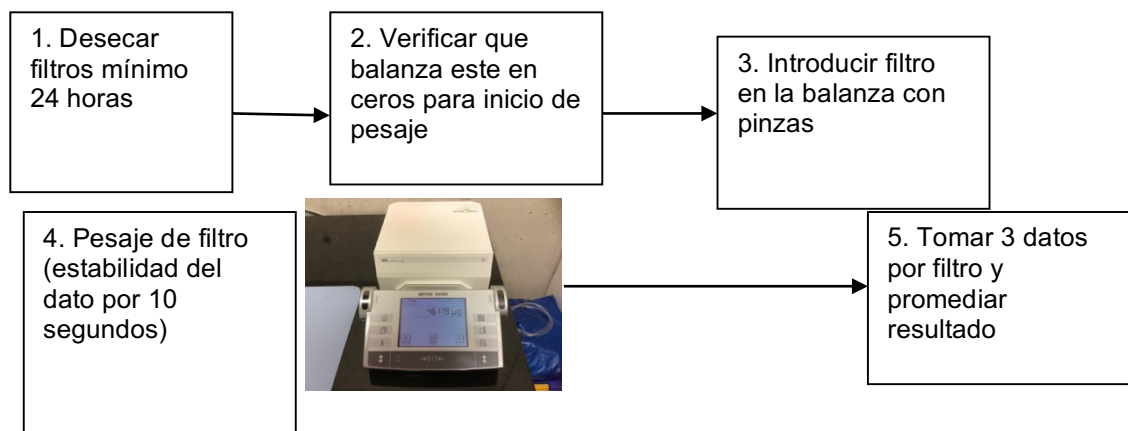 1. Desecar
filtros mínimo
24 horas
2. Verificar que
balanza este en
ceros para inicio de
pesaje
3. Introducir filtro
en la balanza con
pinzas
4. Pesaje de filtro
(estabilidad del
dato por 10
segundos)
METTLER TOLEDO
5. Tomar 3 datos
por filtro y
promediar
resultado